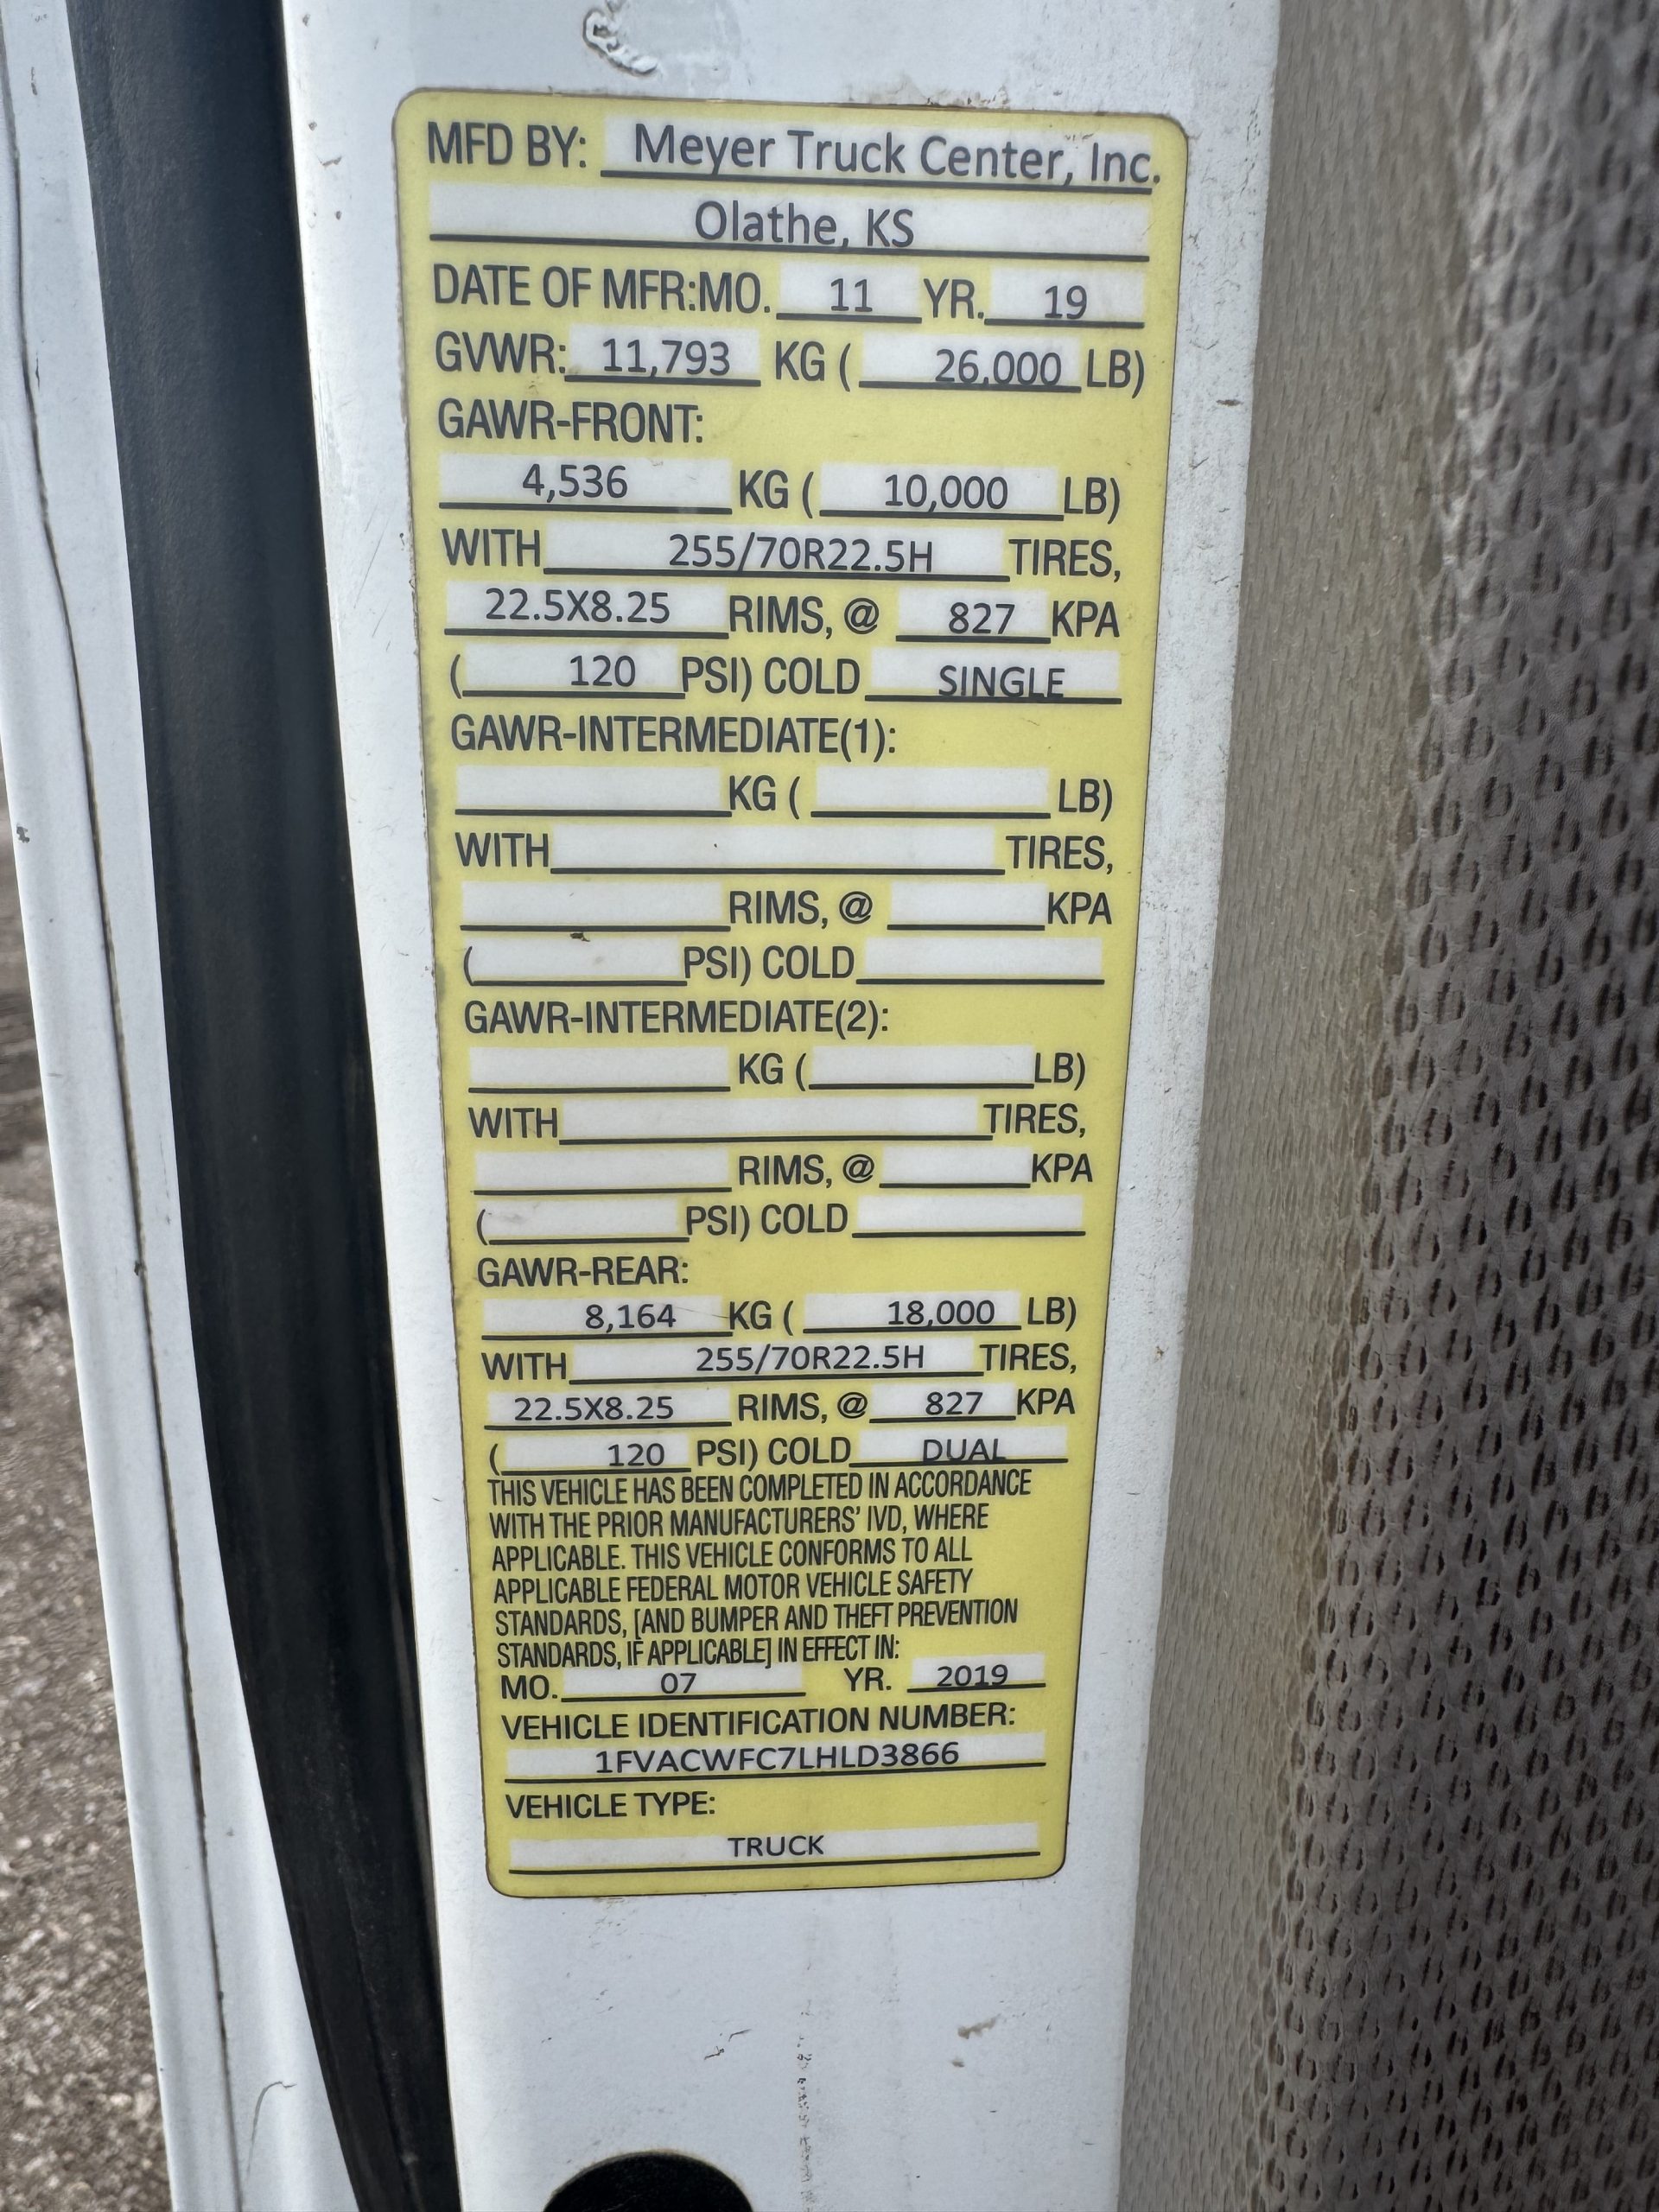 MFD BY: Meyer Truck Center, Inc.
Olathe, KS
DATE OF MFR:MO. 11 YR. 19
GVWR: 11,793 KG ( 26,000 LB)
GAWR-FRONT:
4,536 KG ( 10,000 LB)
WITH 255/70R22.5H TIRES,
22.5X8.25 RIMS, @ 827 KPA
( 120 PSI) COLD SINGLE
GAWR-INTERMEDIATE(1):
KG ( LB)
WITH TIRES,
RIMS, @ KPA
( PSI) COLD
GAWR-INTERMEDIATE(2):
KG ( LB)
WITH TIRES,
RIMS, @ KPA
( PSI) COLD
GAWR-REAR:
8,164 KG ( 18,000 LB)
WITH 255/70R22.5H TIRES,
22.5X8.25 RIMS, @ 827 KPA
( 120 PSI) COLD DUAL
THIS VEHICLE HAS BEEN COMPLETED IN ACCORDANCE
WITH THE PRIOR MANUFACTURERS' IVD, WHERE
APPLICABLE. THIS VEHICLE CONFORMS TO ALL
APPLICABLE FEDERAL MOTOR VEHICLE SAFETY
STANDARDS, [AND BUMPER AND THEFT PREVENTION
STANDARDS, IF APPLICABLE] IN EFFECT IN:
MO. 07 YR. 2019
VEHICLE IDENTIFICATION NUMBER:
1FVACWFC7LHLD3866
VEHICLE TYPE:
TRUCK